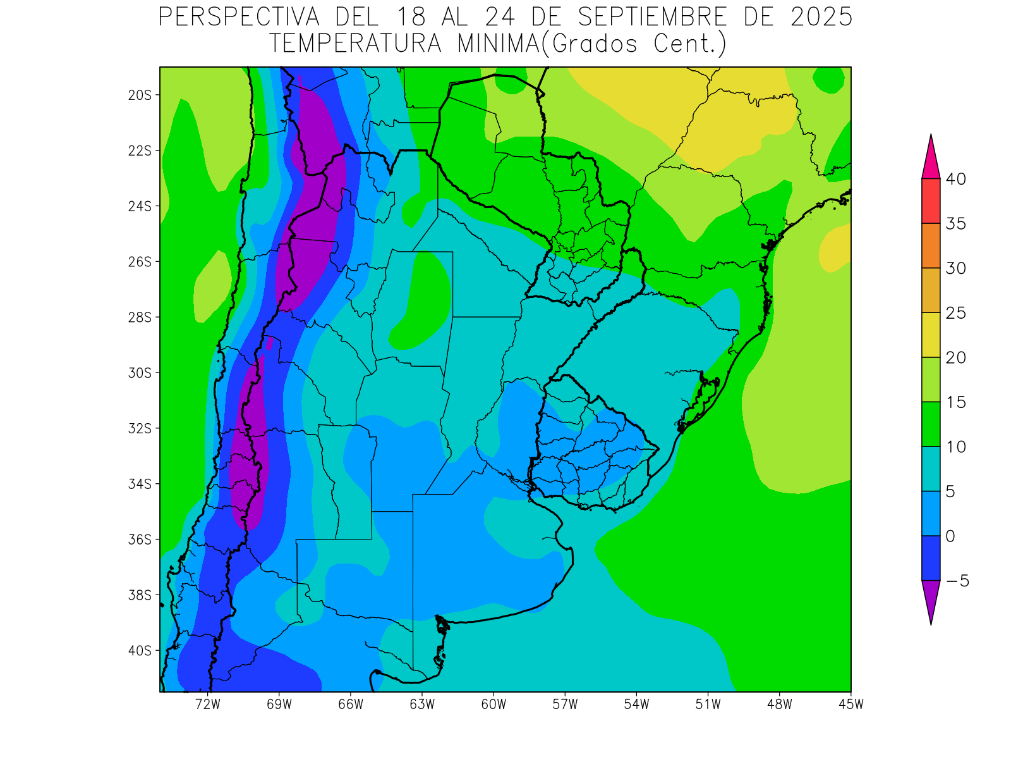 PERSPECTIVA DEL 18 AL 24 DE SEPTIEMBRE DE 2025
TEMPERATURA MINIMA(Grados Cent.)
20S
22S
24S
26S
28S
30S
32S
34S
36S
38S
40S
72W 69W 66W 63W 60W 57W 54W 51W 48W 45W
40
35
30
25
20
15
10
5
0
−5